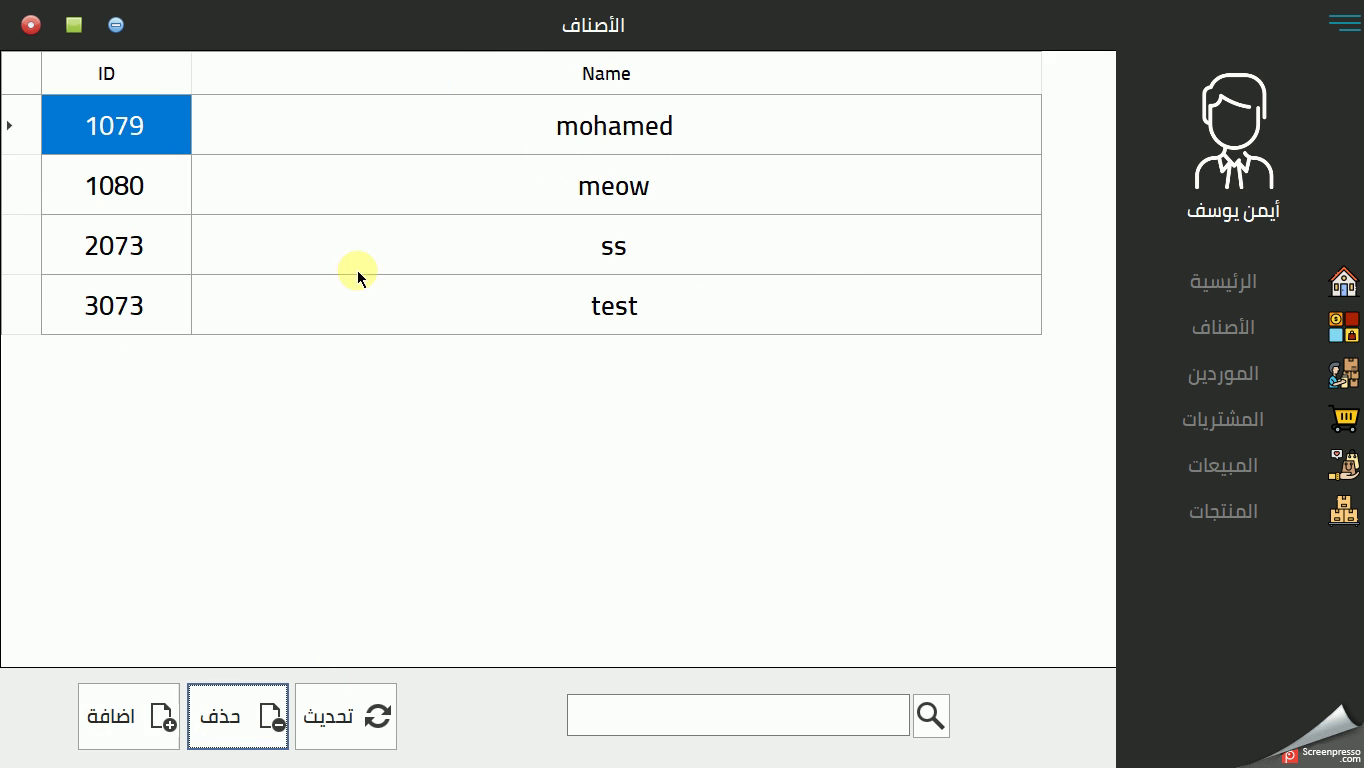 الأصناف
ID Name
1079 mohamed
1080 meow
2073 ss
3073 test
أيمن يوسف
الرئيسية
الأصناف
الموردين
المشتريات
المبيعات
المنتجات
اضافة
حذف
تحديث
Screenpresso
.com